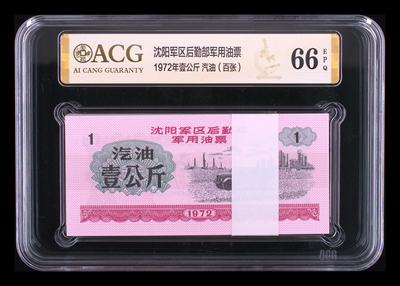 ACG
AI CANG GUARANTY
沈阳军区后勤部军用油票
1972年壹公斤 汽油（百张）
66 EPQ
1
沈阳军区后勤
军用油票
1
汽油
壹公斤
1972
ACG